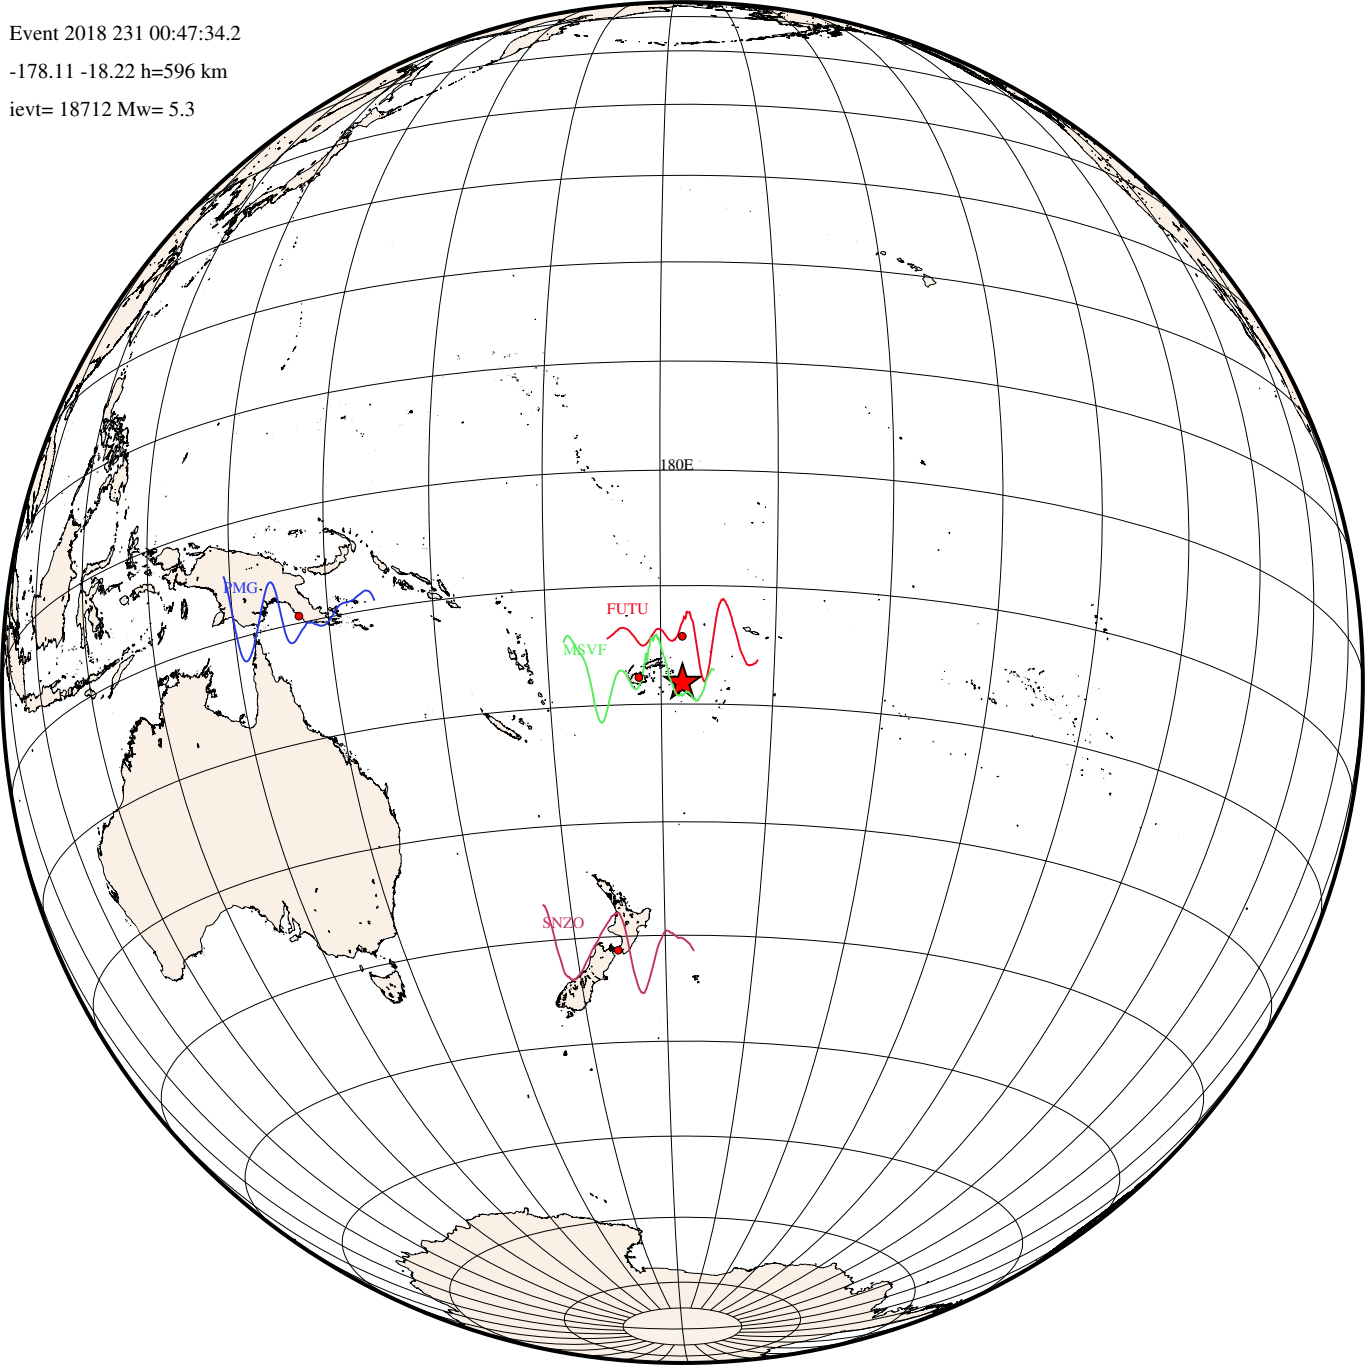 Event 2018 231 00:47:34.2
-178.11 -18.22 h=596 km
ievt= 18712 Mw= 5.3
180E
PMG
FUTU
MSVF
SNZO